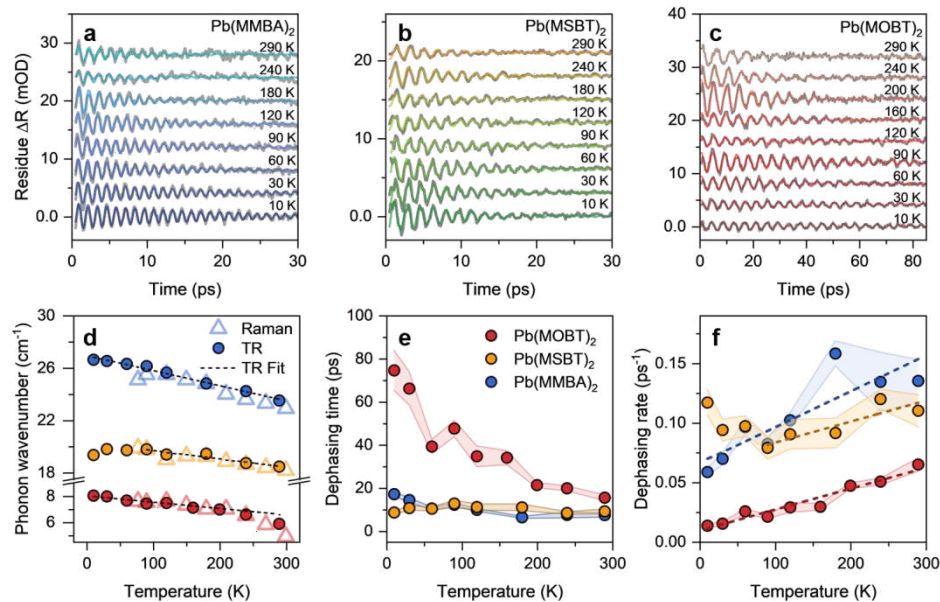 a
Pb(MMBA)₂
290 K
240 K
180 K
120 K
90 K
60 K
30 K
10 K
30
20
10
0.0
Residue ΔR (mOD)
0
10
20
30
Time (ps)
b
Pb(MSBT)₂
290 K
240 K
180 K
120 K
90 K
60 K
30 K
10 K
20
10
0.0
0
10
20
30
Time (ps)
c
Pb(MOBT)₂
290 K
240 K
200 K
160 K
120 K
90 K
60 K
30 K
10 K
40
30
20
10
0.0
0
20
40
60
80
Time (ps)
d
Raman
TR
TR Fit
30
26
22
18
8
6
Phonon wavenumber (cm⁻¹)
0
100
200
300
Temperature (K)
e
Pb(MOBT)₂
Pb(MSBT)₂
Pb(MMBA)₂
100
80
60
40
20
0
Dephasing time (ps)
0
100
200
300
Temperature (K)
f
0.15
0.10
0.05
0.00
Dephasing rate (ps⁻¹)
0
100
200
300
Temperature (K)